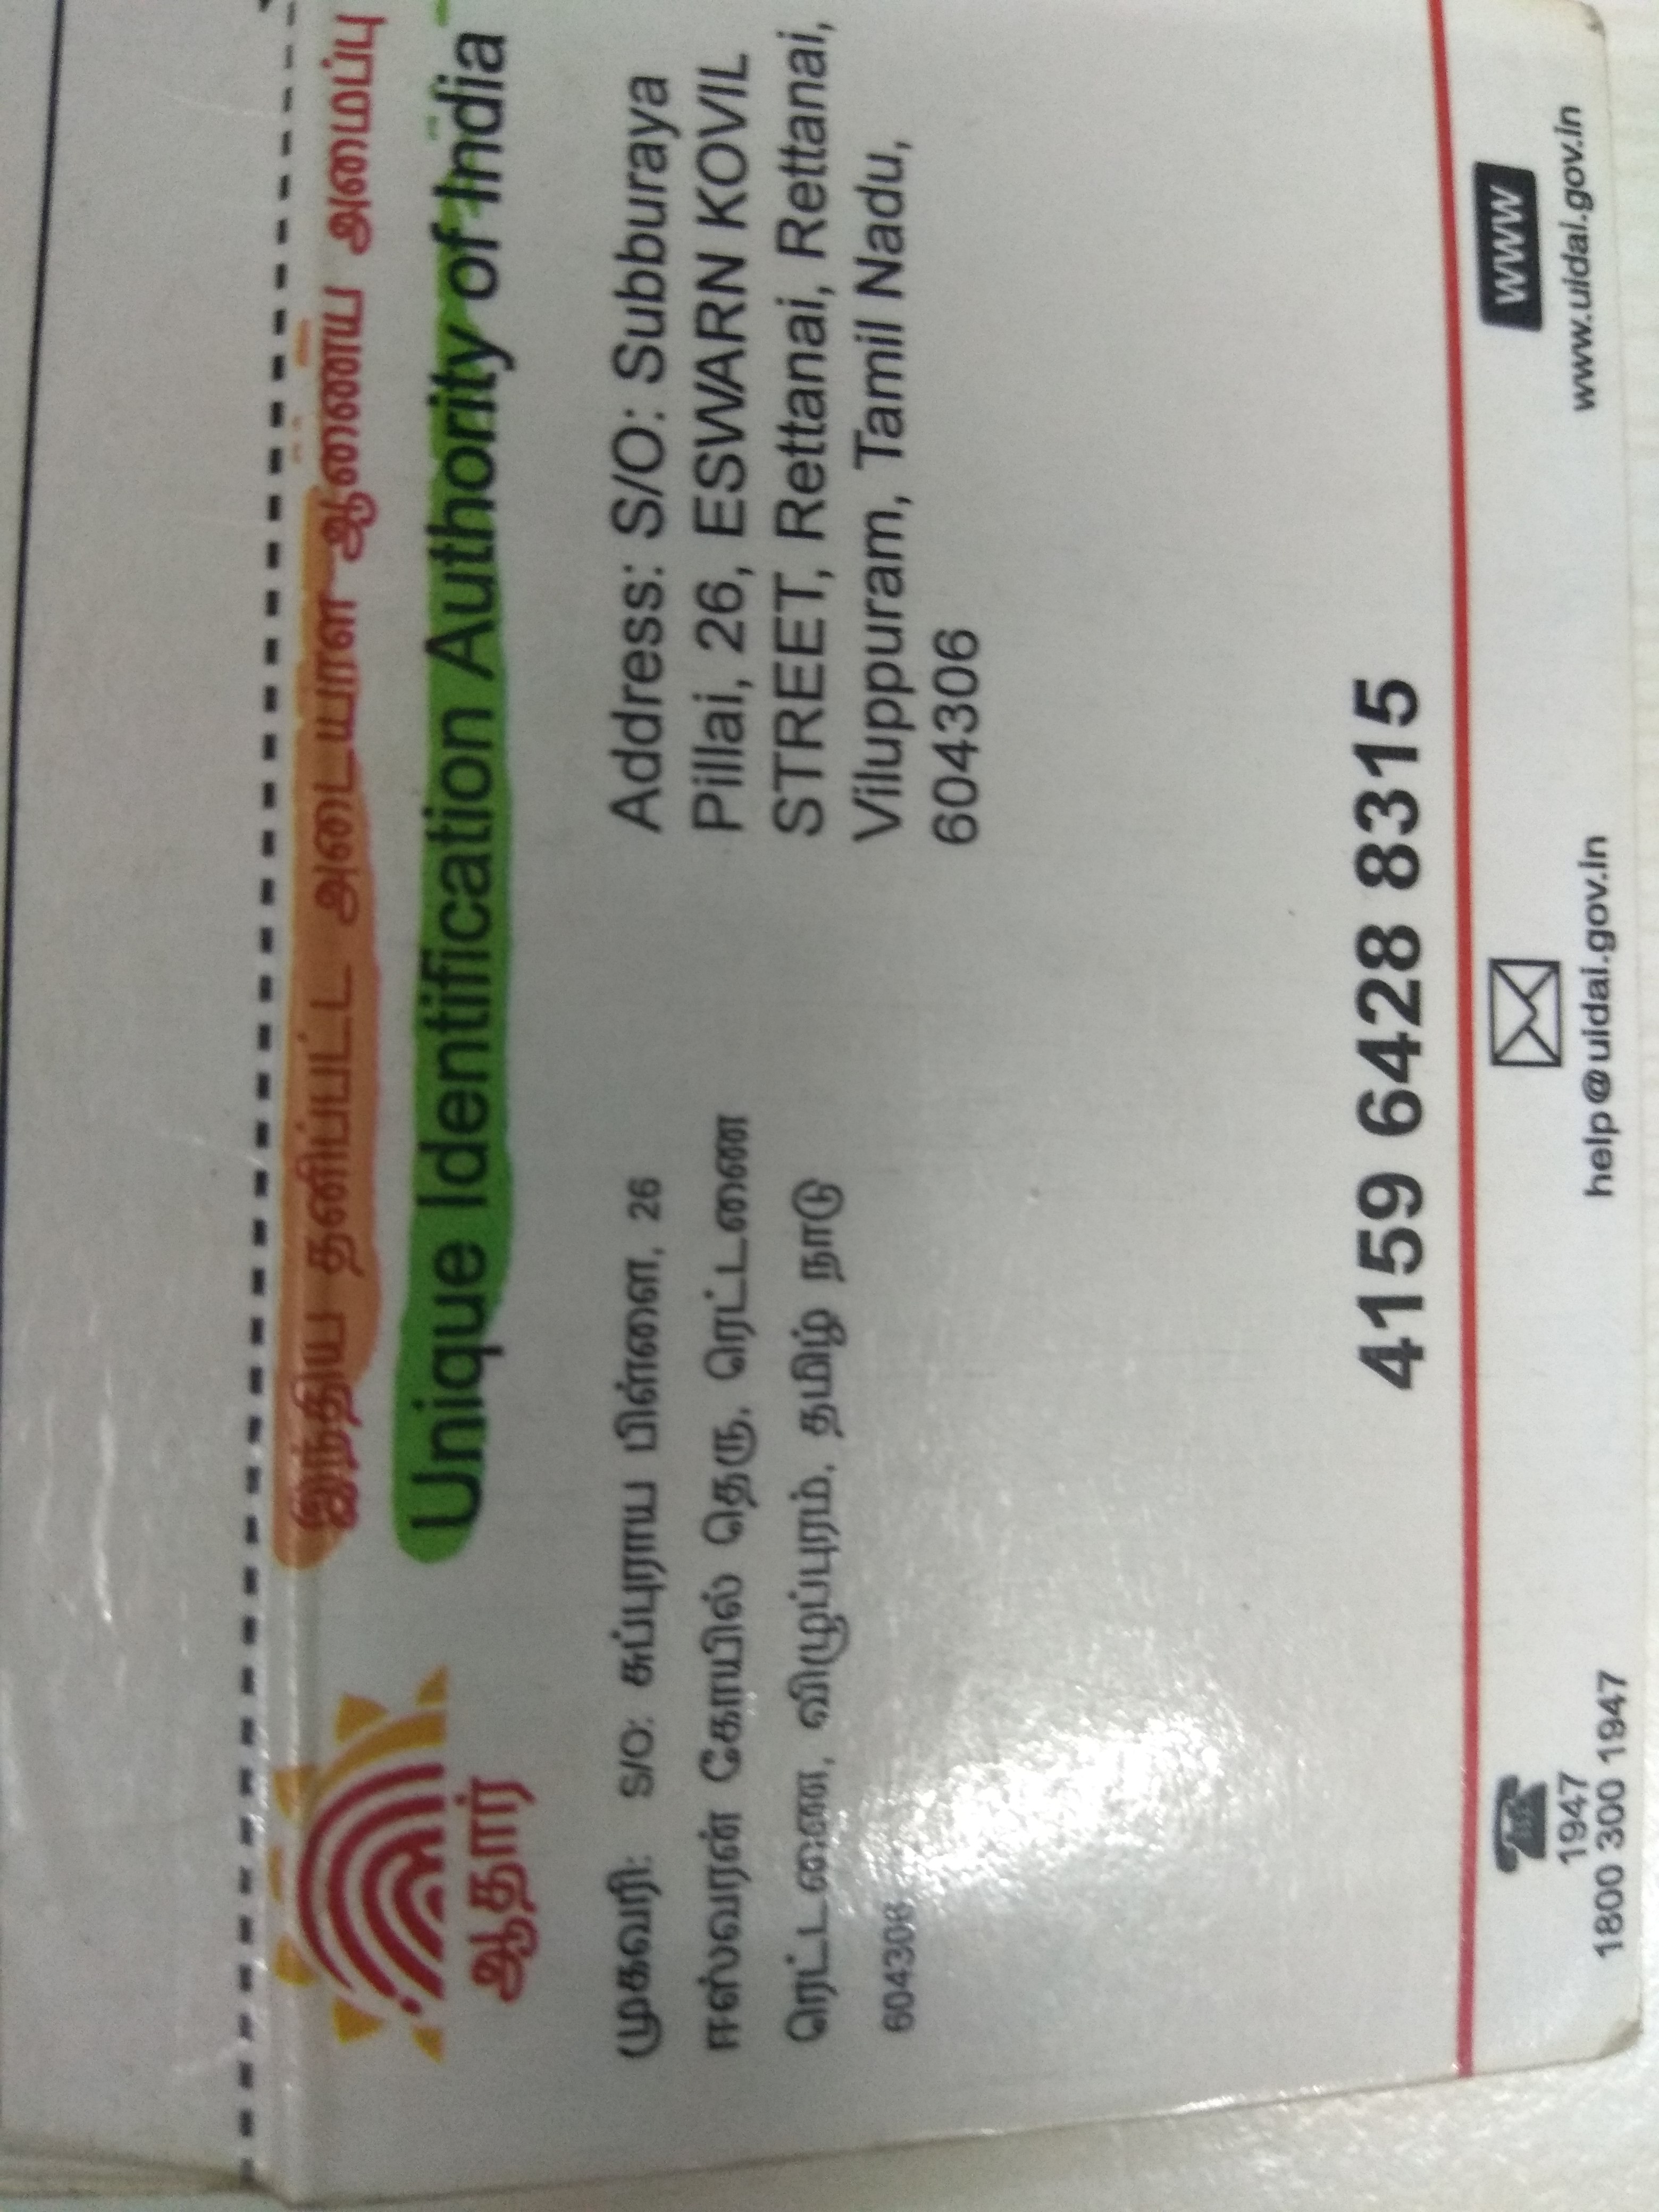 இந்திய தனிப்பட்ட அடையாள ஆணைய அமைப்பு
Unique Identification Authority of India
ஆதார்
முகவரி: S/O: சுப்புராய பிள்ளை, 26
ஈஸ்வரன் கோயில் தெரு, ரெட்டணை
ரெட்டணை, விழுப்புரம், தமிழ் நாடு
604306
Address: S/O: Subburaya
Pillai, 26, ESWARN KOVIL
STREET, Rettanai, Rettanai,
Viluppuram, Tamil Nadu,
604306
4159 6428 8315
1947
1800 300 1947
help@uidai.gov.in
WWW
www.uidai.gov.in